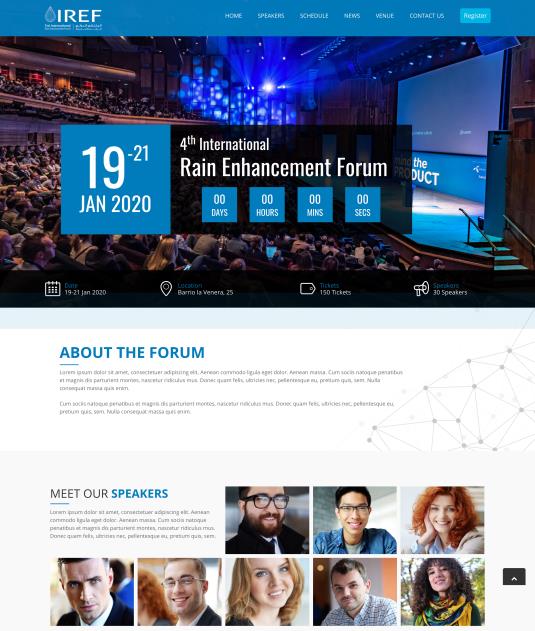 IREF
HOME SPEAKERS SCHEDULE NEWS VENUE CONTACT US Register
19-21
JAN 2020
4th International
Rain Enhancement Forum
00 00 00 00
DAYS HOURS MINS SECS
the
PRODUCT
Date
19-21 Jan 2020
Location
Barrio la Venera, 25
Tickets
150 Tickets
Speakers
30 Speakers
ABOUT THE FORUM
Lorem ipsum dolor sit amet, consectetuer adipiscing elit. Aenean commodo ligula eget dolor. Aenean massa. Cum sociis natoque penatibus
et magnis dis parturient montes, nascetur ridiculus mus. Donec quam felis, ultricies nec, pellentesque eu, pretium quis, sem. Nulla
consequat massa quis enim.
Cum sociis natoque penatibus et magnis dis parturient montes, nascetur ridiculus mus. Donec quam felis, ultricies nec, pellentesque eu,
pretium quis, sem. Nulla consequat massa quis enim.
MEET OUR SPEAKERS
Lorem ipsum dolor sit amet, consectetuer adipiscing elit. Aenean
commodo ligula eget dolor. Aenean massa. Cum sociis natoque
penatibus et magnis dis parturient montes, nascetur ridiculus mus.
Donec quam felis, ultricies nec, pellentesque eu, pretium quis, sem.